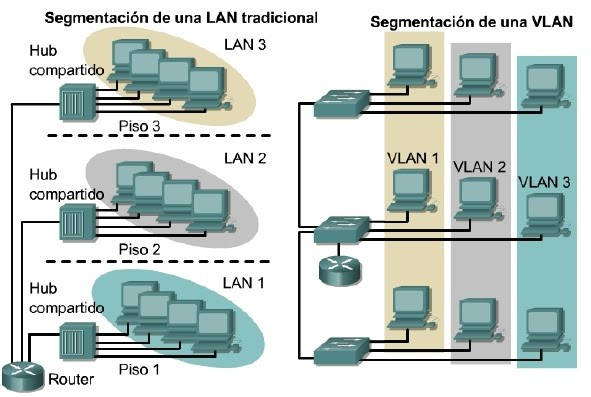 Segmentación de una LAN tradicional
Hub
compartido
LAN 3
Piso 3
Hub
compartido
LAN 2
Piso 2
Hub
compartido
LAN 1
Piso 1
Router
Segmentación de una VLAN
VLAN 1
VLAN 2
VLAN 3